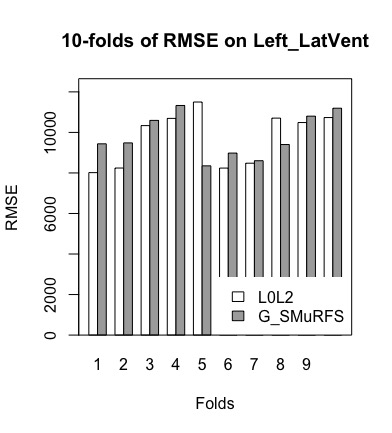 10-folds of RMSE on Left_LatVent
RMSE
10000
6000
2000
0
L0L2
G_SMuRFS
1 2 3 4 5 6 7 8 9
Folds